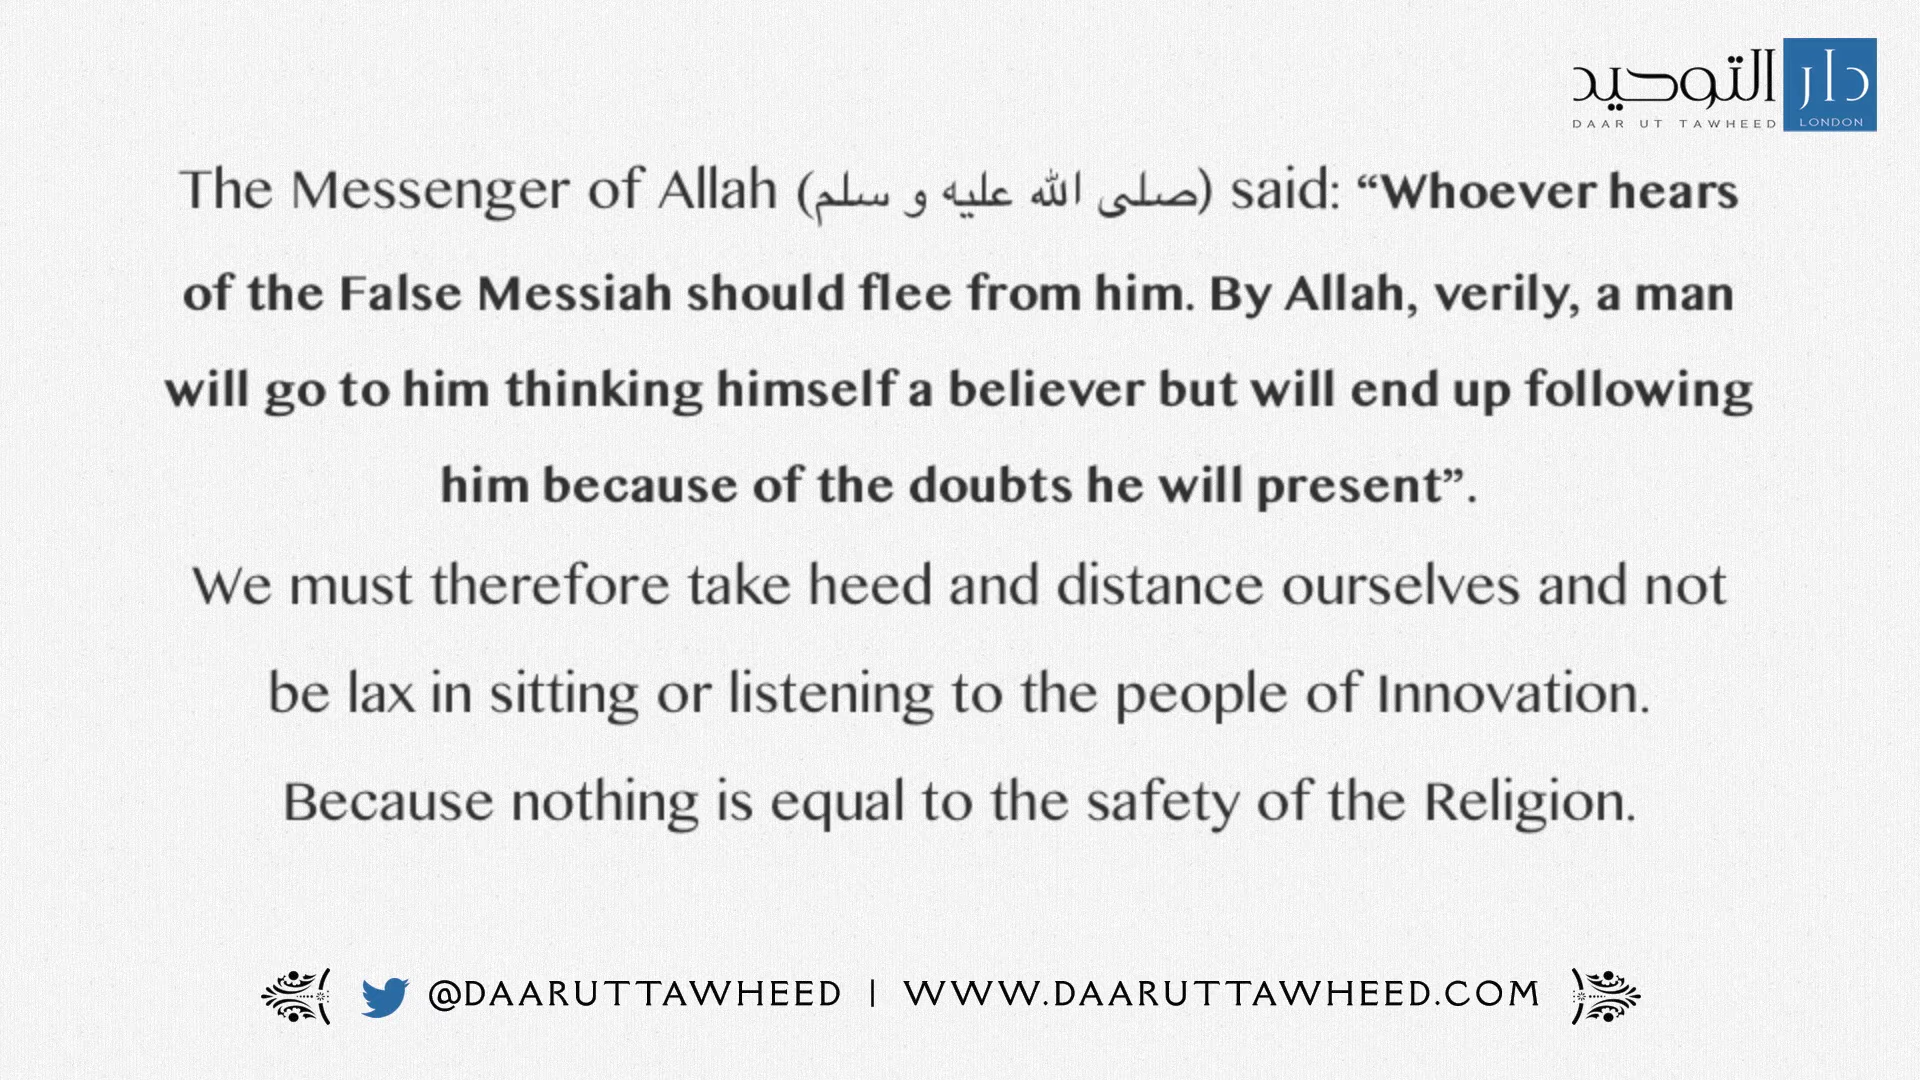 دار التوحيد
DAAR UT TAWHEED LONDON
The Messenger of Allah (صلى الله عليه و سلم) said: “Whoever hears
of the False Messiah should flee from him. By Allah, verily, a man
will go to him thinking himself a believer but will end up following
him because of the doubts he will present”.
We must therefore take heed and distance ourselves and not
be lax in sitting or listening to the people of Innovation.
Because nothing is equal to the safety of the Religion.
@DAARUTTAWHEED | WWW.DAARUTTAWHEED.COM